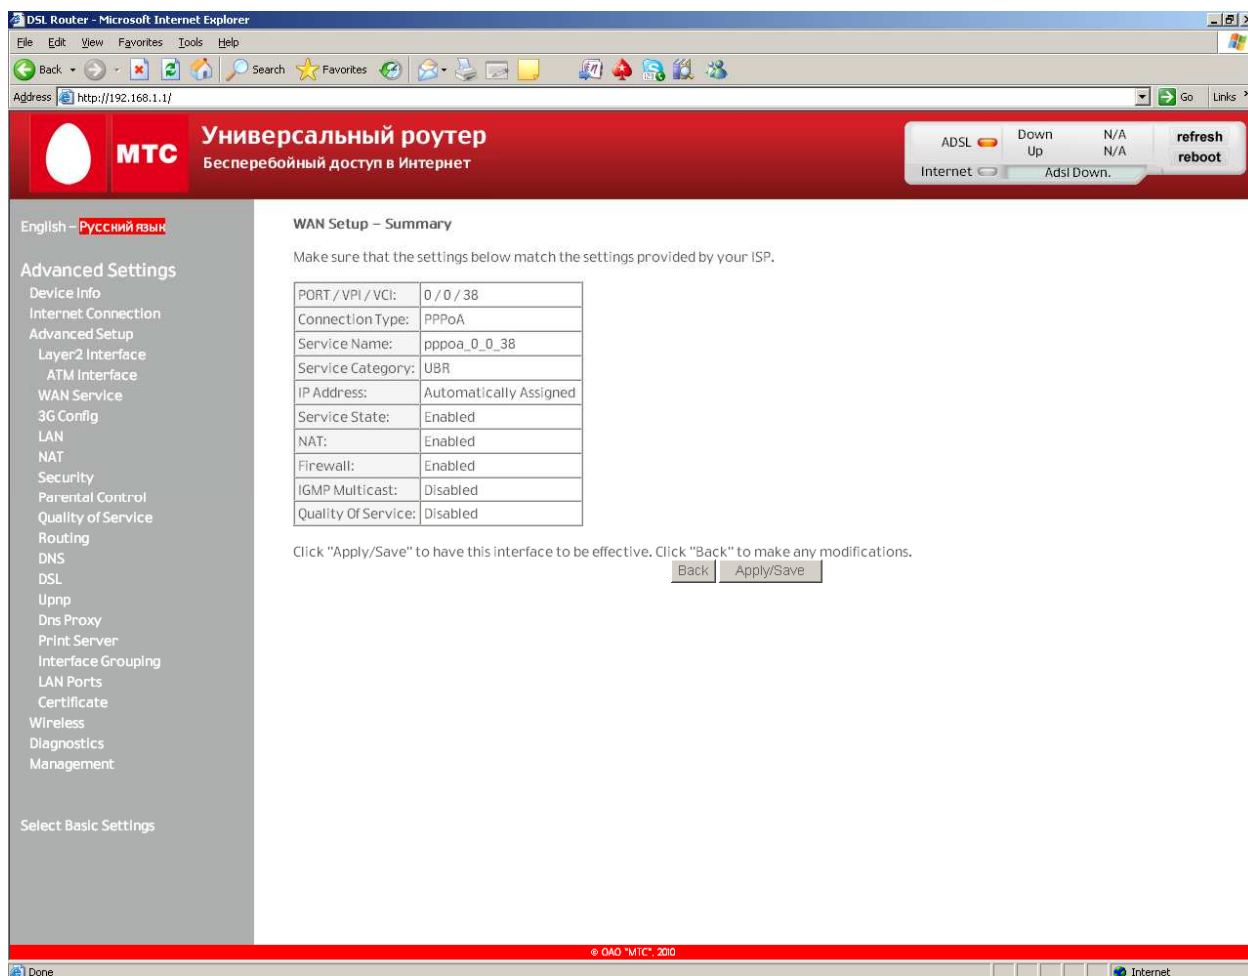 DSL Router - Microsoft Internet Explorer
File Edit View Favorites Tools Help
Back Search Favorites
Address http://192.168.1.1/ Go Links
МТС
Универсальный роутер
Бесперебойный доступ в Интернет
ADSL Down N/A refresh
Up N/A reboot
Internet Adsl Down.
English – Русский язык
Advanced Settings
Device Info
Internet Connection
Advanced Setup
Layer2 Interface
ATM Interface
WAN Service
3G Config
LAN
NAT
Security
Parental Control
Quality of Service
Routing
DNS
DSL
Upnp
Dns Proxy
Print Server
Interface Grouping
LAN Ports
Certificate
Wireless
Diagnostics
Management
Select Basic Settings
WAN Setup – Summary
Make sure that the settings below match the settings provided by your ISP.
PORT / VPI / VCI: 0 / 0 / 38
Connection Type: PPPoA
Service Name: pppoa_0_0_38
Service Category: UBR
IP Address: Automatically Assigned
Service State: Enabled
NAT: Enabled
Firewall: Enabled
IGMP Multicast: Disabled
Quality Of Service: Disabled
Click "Apply/Save" to have this interface to be effective. Click "Back" to make any modifications.
Back Apply/Save
© ОАО "МТС", 2010
Done Internet